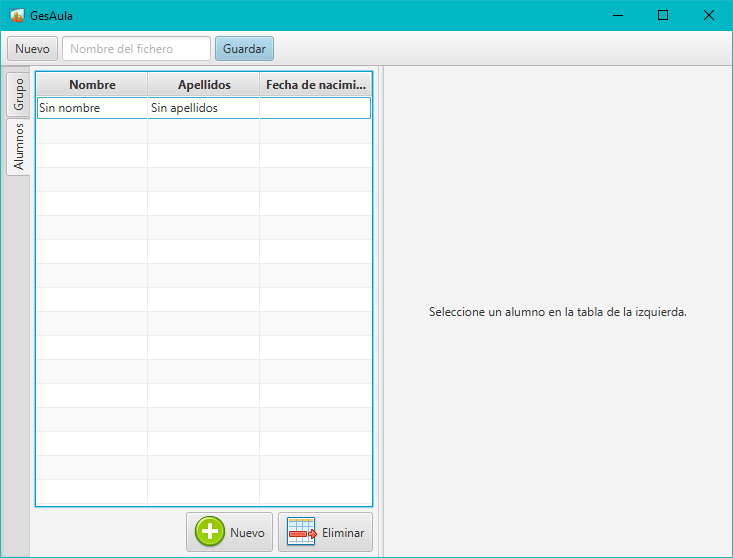 GesAula
Nuevo Nombre del fichero Guardar
Grupo
Alumnos
Nombre Apellidos Fecha de nacimi...
Sin nombre Sin apellidos
Seleccione un alumno en la tabla de la izquierda.
Nuevo Eliminar